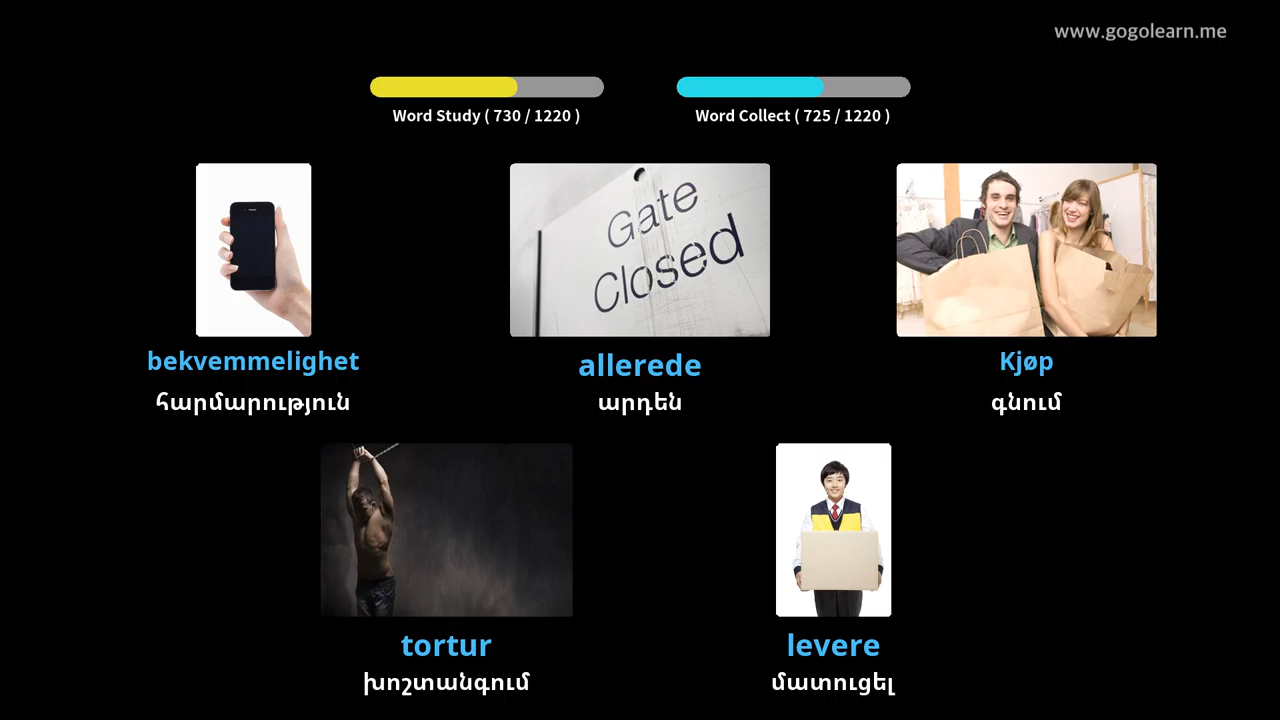 www.gogolearn.me
Word Study ( 730 / 1220 )
Word Collect ( 725 / 1220 )
Gate
Closed
bekvemmelighet
allerede
Kjøp
հարմարություն
արդեն
գնում
tortur
levere
խոշտանգում
մատուցել